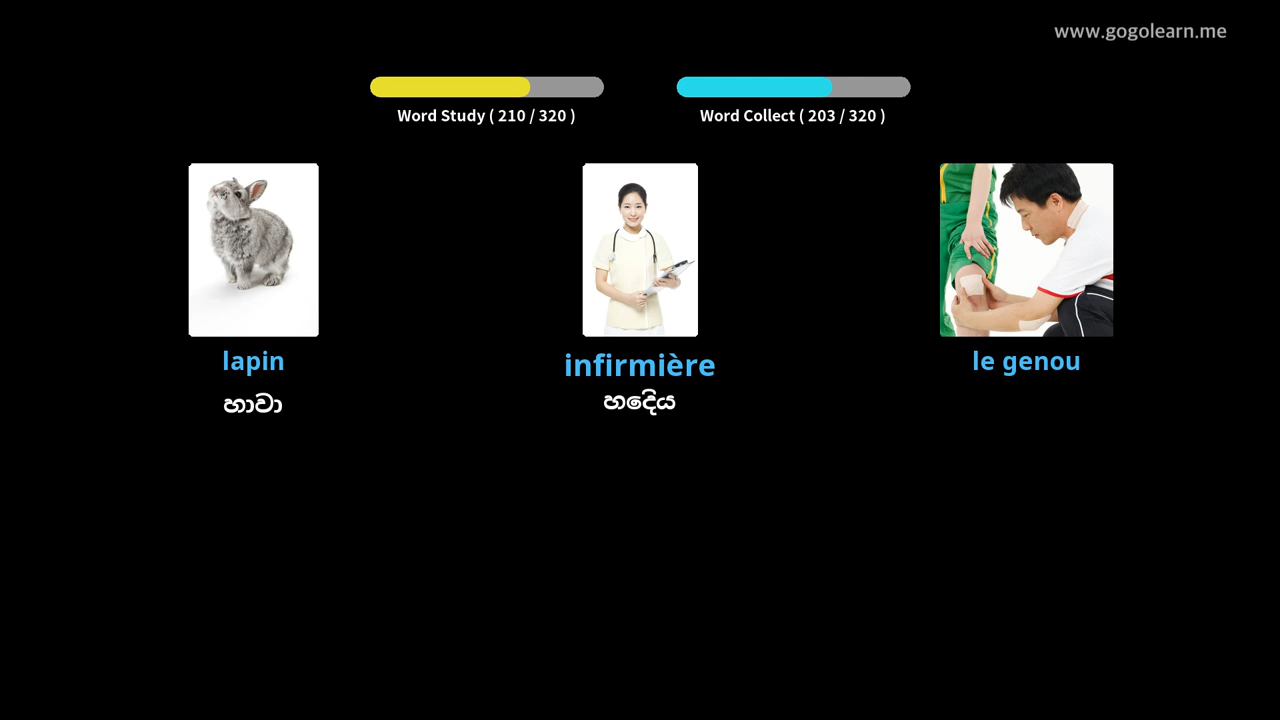 www.gogolearn.me
Word Study ( 210 / 320 )
Word Collect ( 203 / 320 )
lapin
infirmière
le genou
හාවා
හෙදිය